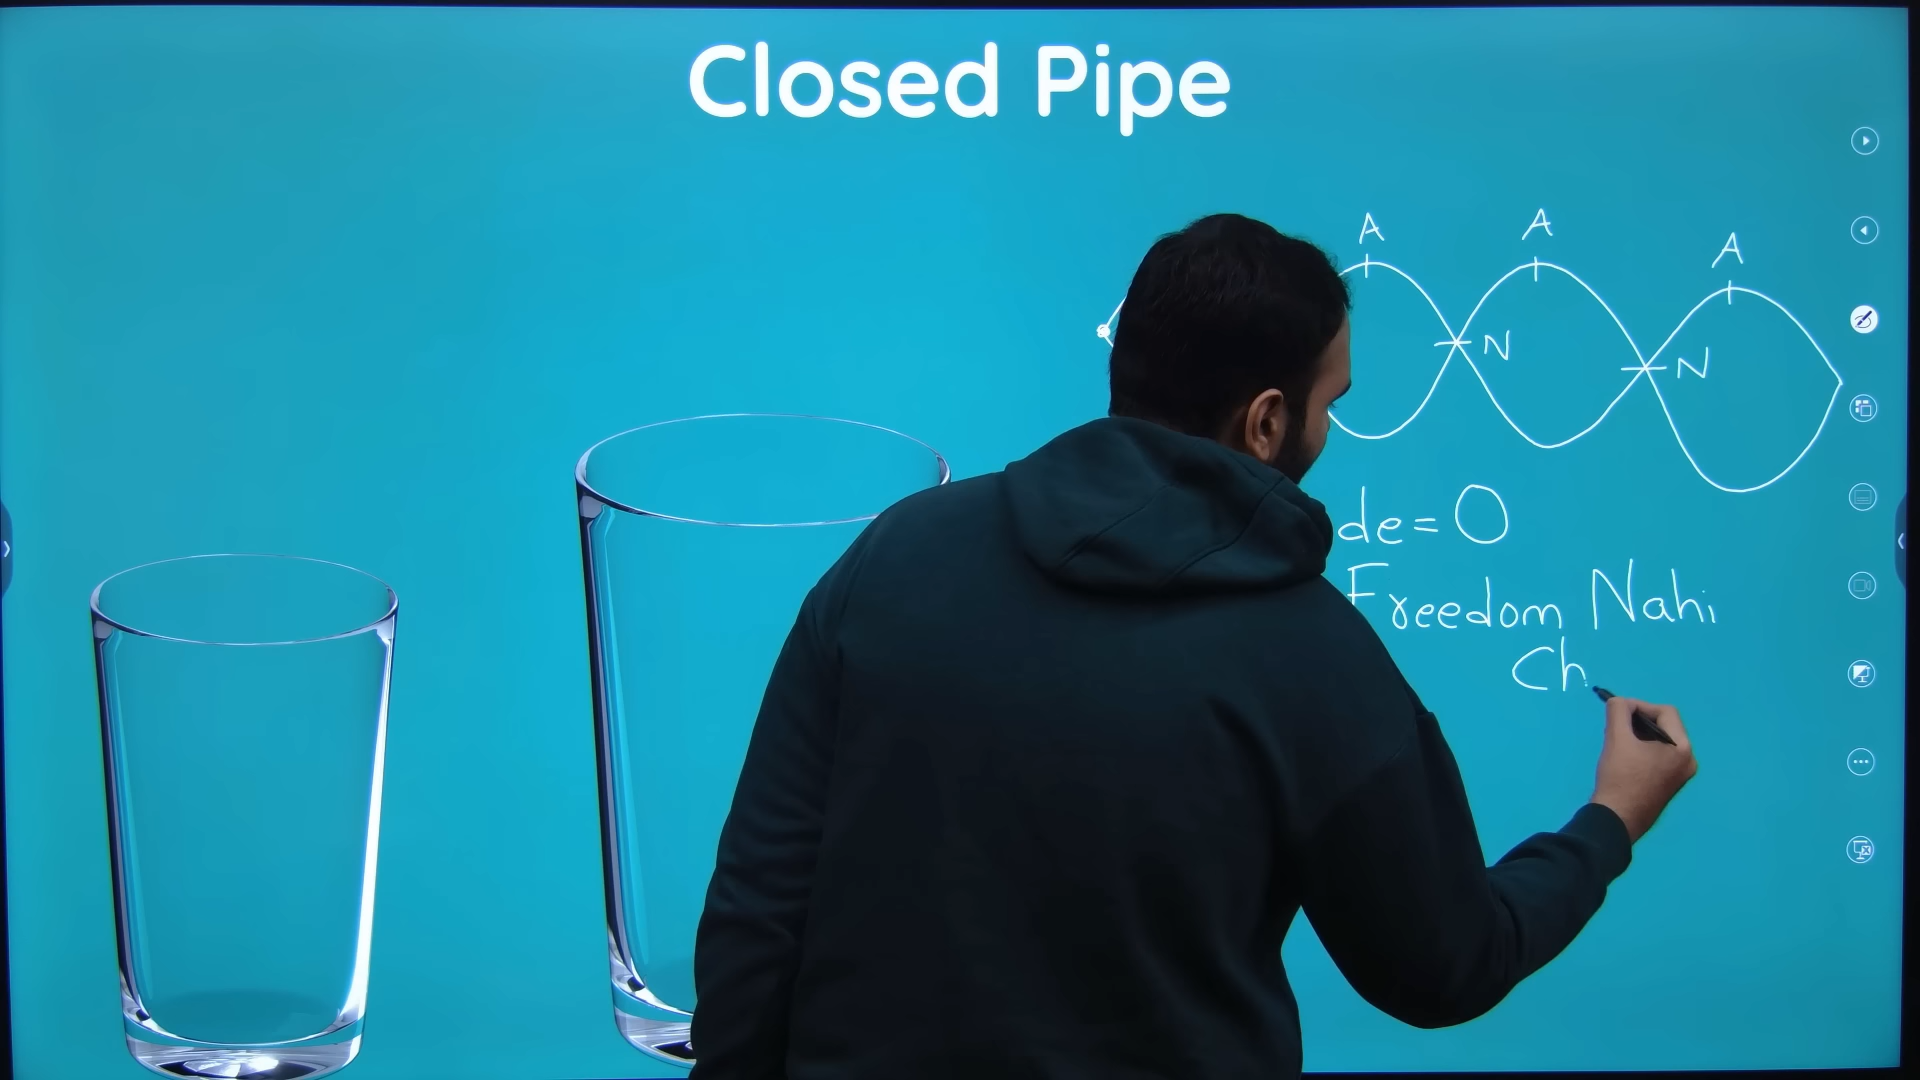 Closed Pipe
A A A
N N
de = 0
Freedom Nahi
Ch